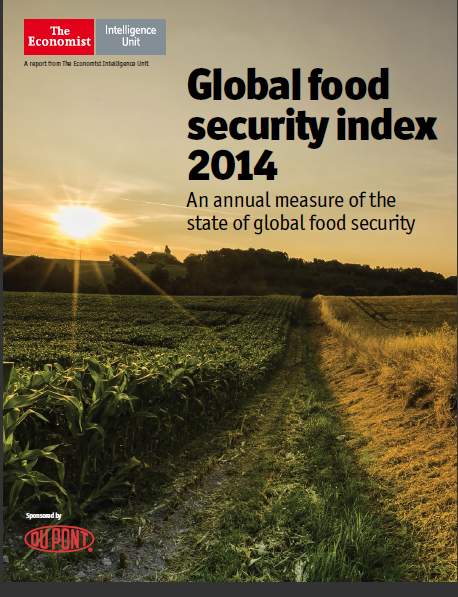 The
Economist
Intelligence
Unit
A report from The Economist Intelligence Unit
Global food
security index
2014
An annual measure of the
state of global food security
Sponsored by
DUPONT